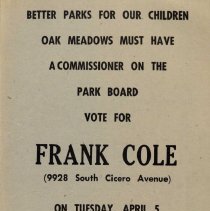 BETTER PARKS FOR OUR CHILDREN
OAK MEADOWS MUST HAVE
A COMMISSIONER ON THE
PARK BOARD
VOTE FOR
FRANK COLE
(9928 South Cicero Avenue)
ON TUESDAY, APRIL 5